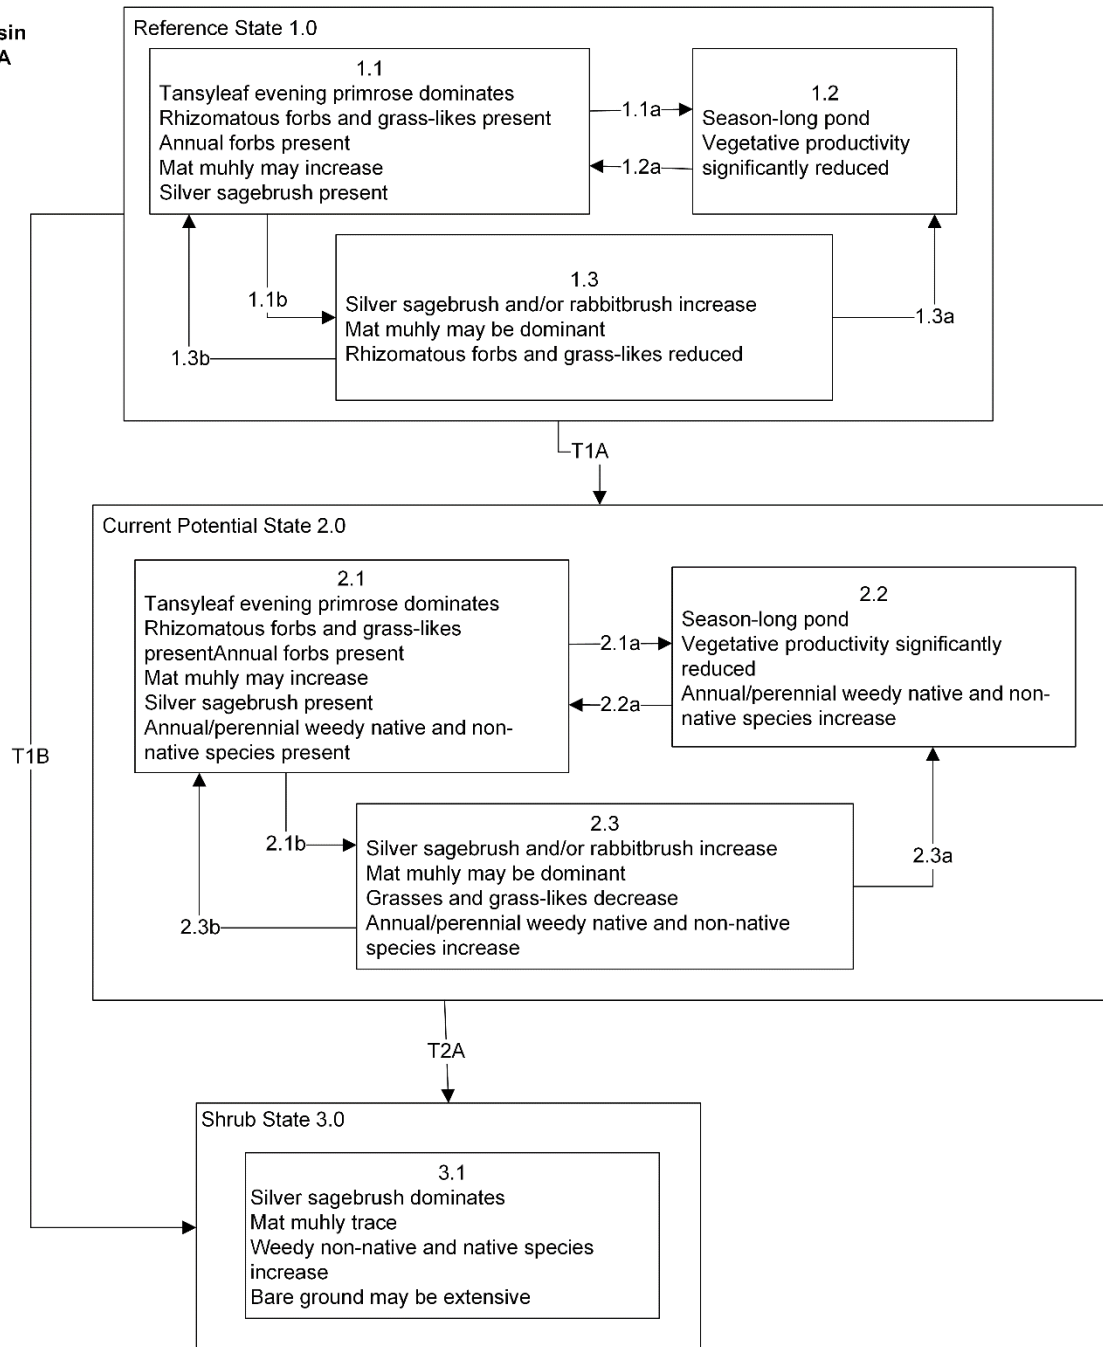 sin
A
Reference State 1.0
1.1
Tansyleaf evening primrose dominates
Rhizomatous forbs and grass-likes present
Annual forbs present
Mat muhly may increase
Silver sagebrush present
1.1a
1.2a
1.2
Season-long pond
Vegetative productivity
significantly reduced
1.1b
1.3b
1.3
Silver sagebrush and/or rabbitbrush increase
Mat muhly may be dominant
Rhizomatous forbs and grass-likes reduced
1.3a
T1A
T1B
Current Potential State 2.0
2.1
Tansyleaf evening primrose dominates
Rhizomatous forbs and grass-likes
presentAnnual forbs present
Mat muhly may increase
Silver sagebrush present
Annual/perennial weedy native and non-
native species present
2.1a
2.2a
2.2
Season-long pond
Vegetative productivity significantly
reduced
Annual/perennial weedy native and non-
native species increase
2.1b
2.3b
2.3
Silver sagebrush and/or rabbitbrush increase
Mat muhly may be dominant
Grasses and grass-likes decrease
Annual/perennial weedy native and non-native
species increase
2.3a
T2A
Shrub State 3.0
3.1
Silver sagebrush dominates
Mat muhly trace
Weedy non-native and native species
increase
Bare ground may be extensive